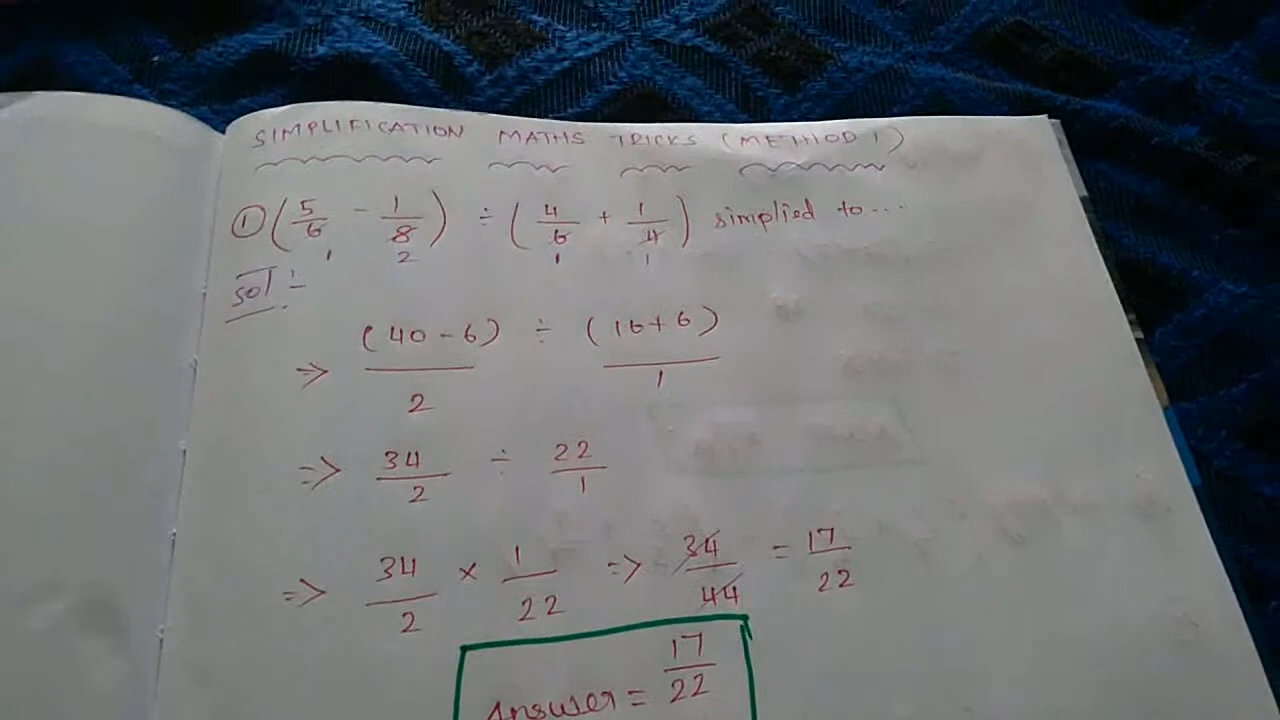 SIMPLIFICATION MATHS TRICKS (METHOD 1)
① (5/6 - 1/8) ÷ (4/6 + 1/4) simplied to...
1 2 1 1
Sol :-
=> (40-6)/2 ÷ (16+6)/1
=> 34/2 ÷ 22/1
=> 34/2 × 1/22 => 34/44 = 17/22
Answer = 17/22